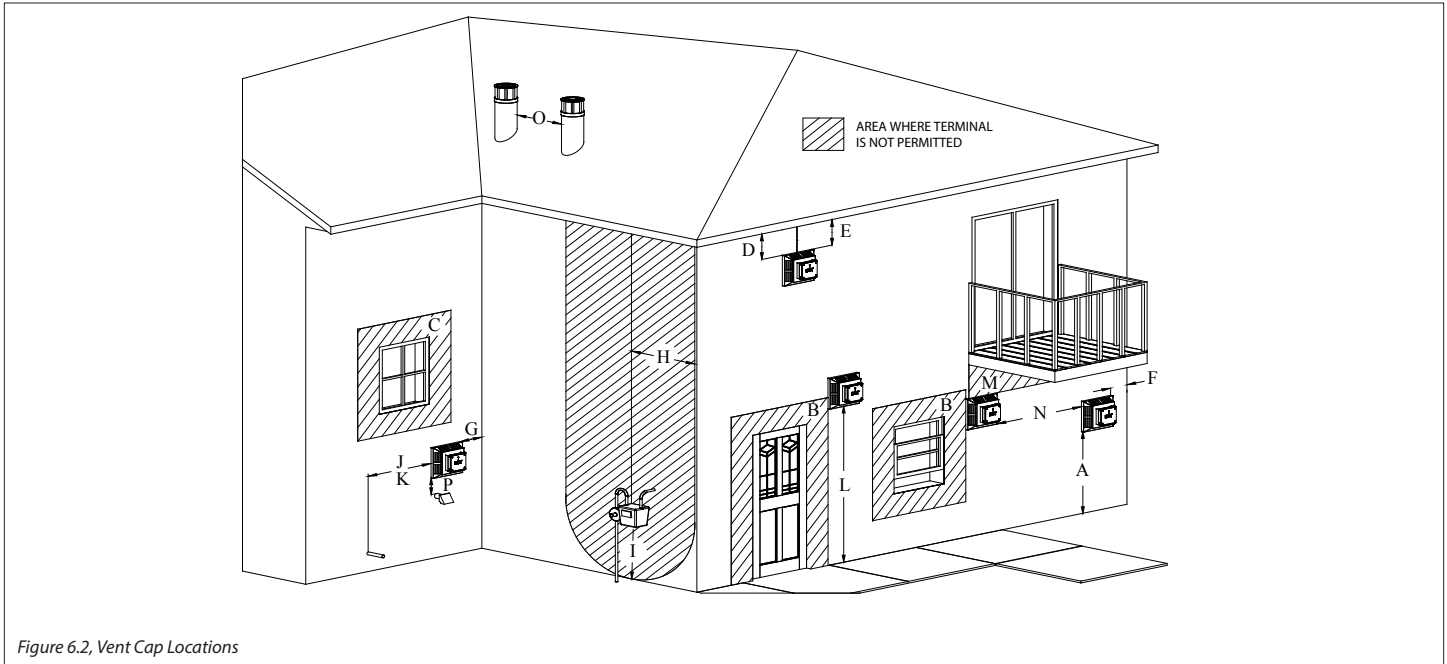 O
AREA WHERE TERMINAL
IS NOT PERMITTED
D
E
C
H
M
F
B
B
N
G
J
K
P
L
A
I
Figure 6.2, Vent Cap Locations